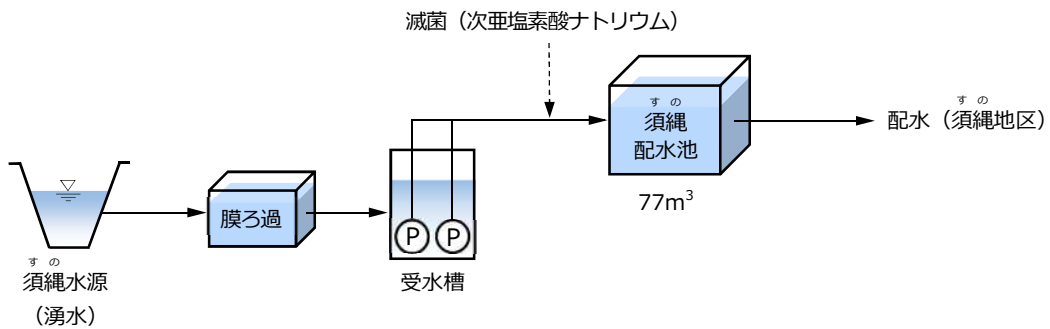 滅菌（次亜塩素酸ナトリウム）
すの
須縄
配水池
77m³
すの
配水（須縄地区）
膜ろ過
P P
受水槽
すの
須縄水源
（湧水）